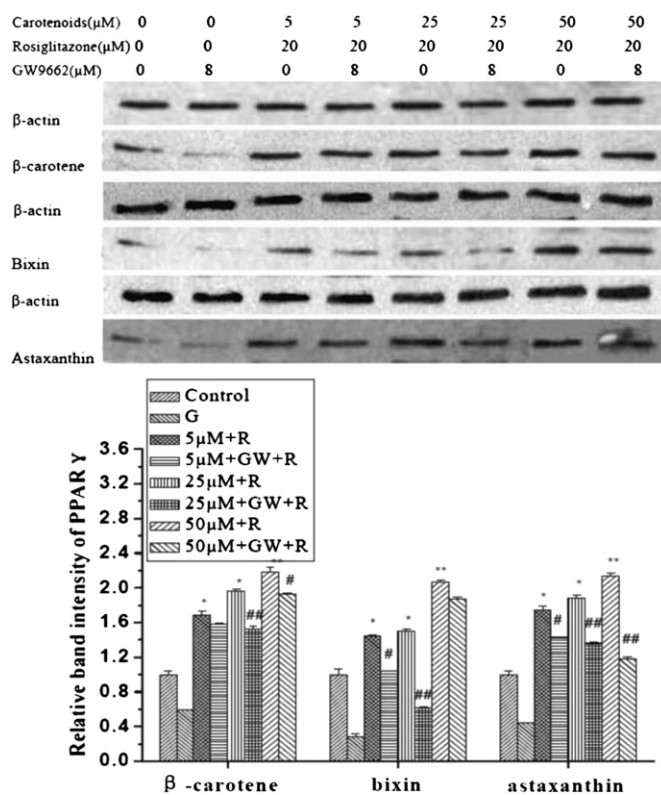 Carotenoids(μM) 0 0 5 5 25 25 50 50
Rosiglitazone(μM) 0 0 20 20 20 20 20 20
GW9662(μM) 0 8 0 8 0 8 0 8
β-actin
β-carotene
β-actin
Bixin
β-actin
Astaxanthin
Control
G
5μM+R
5μM+GW+R
25μM+R
25μM+GW+R
50μM+R
50μM+GW+R
Relative band intensity of PPAR γ
3.6
3.2
2.8
2.4
2.0
1.6
1.2
0.8
0.4
0.0
* * ** ## #
* # * ## **
* # * ## ** ##
β -carotene bixin astaxanthin